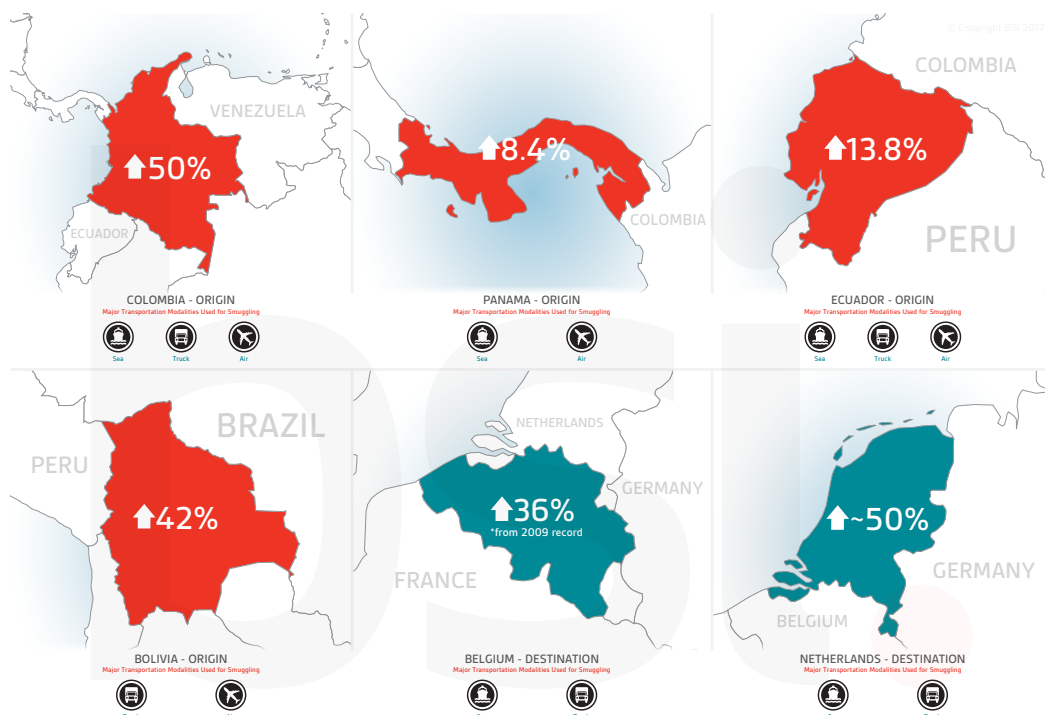 © Copyright BSI 2017
VENEZUELA
50%
ECUADOR
COLOMBIA - ORIGIN
Major Transportation Modalities Used for Smuggling
Sea
Truck
Air
8.4%
COLOMBIA
PANAMA - ORIGIN
Major Transportation Modalities Used for Smuggling
Sea
Air
COLOMBIA
13.8%
PERU
ECUADOR - ORIGIN
Major Transportation Modalities Used for Smuggling
Sea
Truck
Air
BRAZIL
PERU
42%
BOLIVIA - ORIGIN
Major Transportation Modalities Used for Smuggling
NETHERLANDS
GERMANY
36%
*from 2009 record
FRANCE
BELGIUM - DESTINATION
Major Transportation Modalities Used for Smuggling
~50%
GERMANY
BELGIUM
NETHERLANDS - DESTINATION
Major Transportation Modalities Used for Smuggling
bsi.